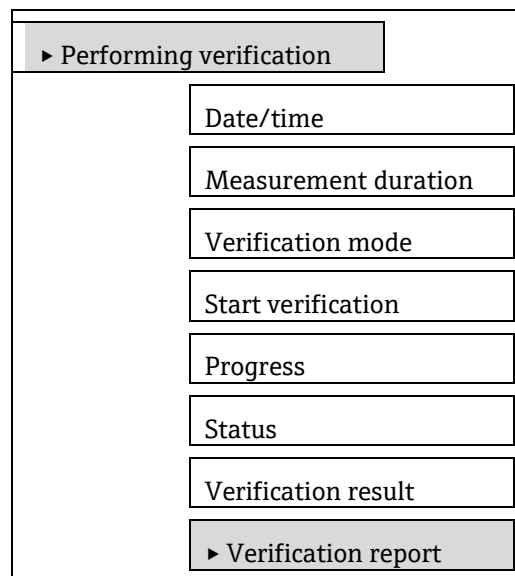 ▸ Performing verification
Date/time
Measurement duration
Verification mode
Start verification
Progress
Status
Verification result
▸ Verification report